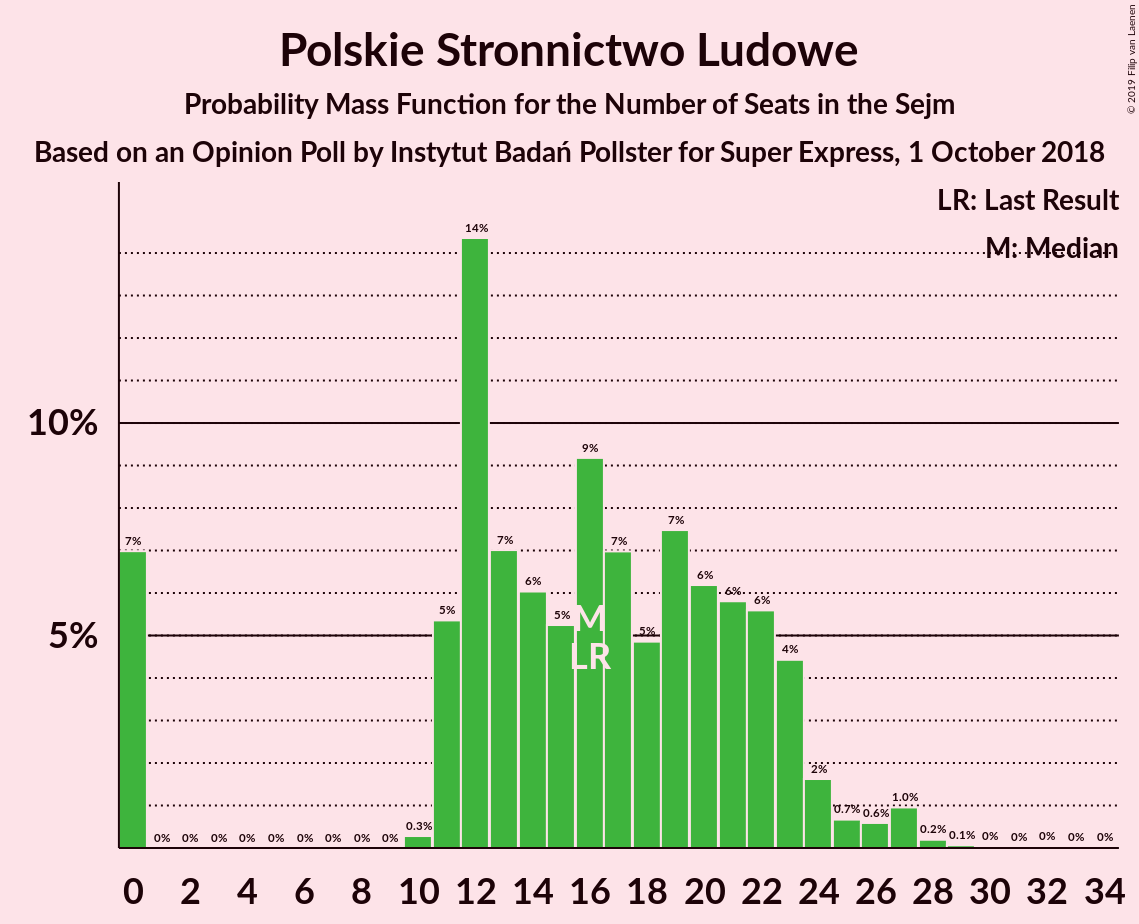 Polskie Stronnictwo Ludowe
Probability Mass Function for the Number of Seats in the Sejm
Based on an Opinion Poll by Instytut Badań Pollster for Super Express, 1 October 2018
© 2019 Filip van Laenen
LR: Last Result
M: Median
10%
5%
7% 0% 0% 0% 0% 0% 0% 0% 0% 0% 0.3% 5% 14% 7% 6% 5% 9% 7% 5% 7% 6% 6% 6% 4% 2% 0.7% 0.6% 1.0% 0.2% 0.1% 0% 0% 0% 0% 0%
M
LR
0 2 4 6 8 10 12 14 16 18 20 22 24 26 28 30 32 34